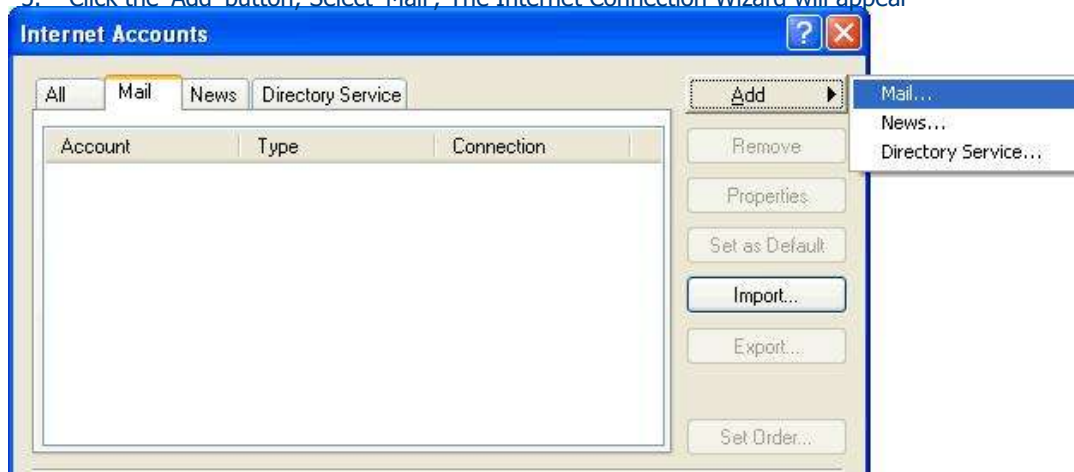 Click the 'Add' button, Select 'Mail', The Internet Connection Wizard will appear
Internet Accounts
All Mail News Directory Service
Add
Mail...
News...
Directory Service...
Account Type Connection
Remove
Properties
Set as Default
Import...
Export...
Set Order...